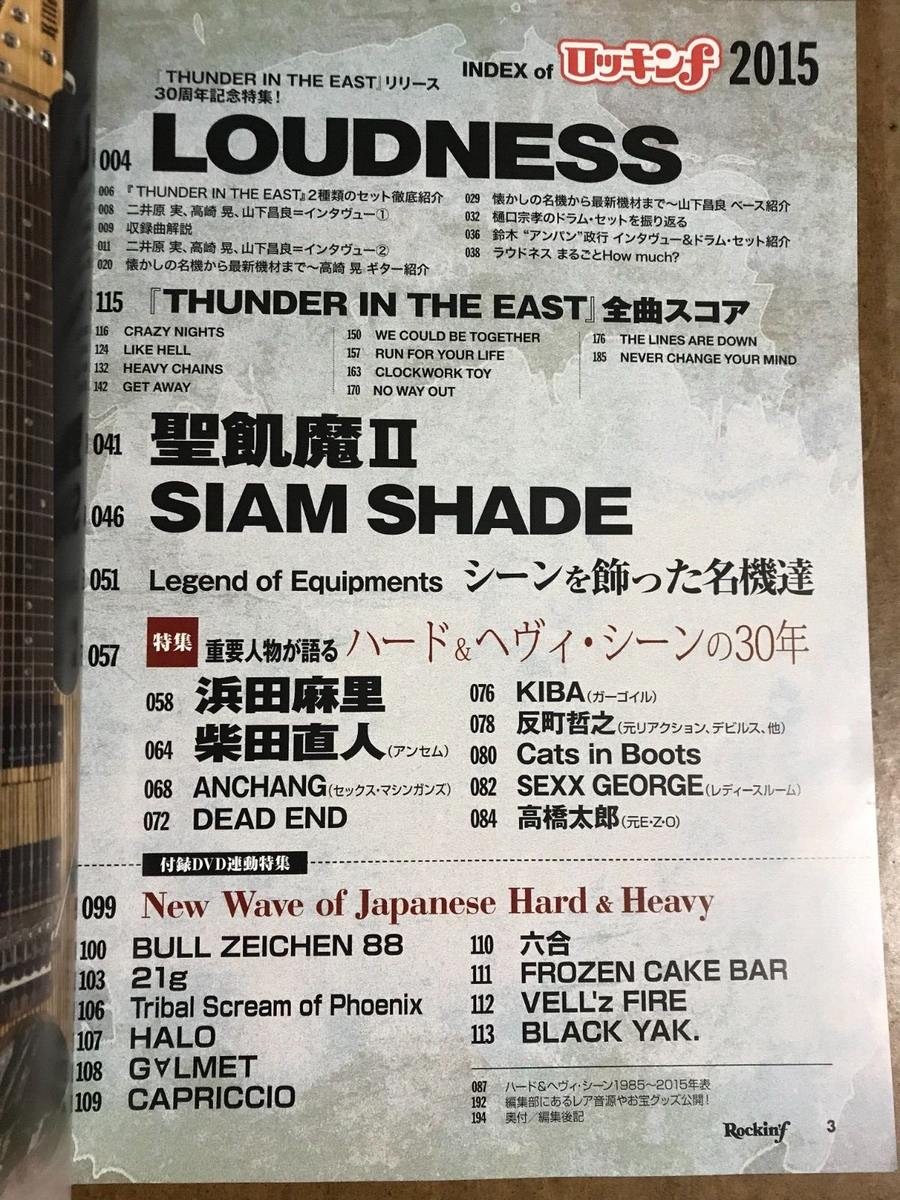 INDEX of ロッキンf 2015
『THUNDER IN THE EAST』リリース
30周年記念特集！
004 LOUDNESS
006 『THUNDER IN THE EAST』2種類のセット徹底紹介
008 二井原 実、高崎 晃、山下昌良＝インタヴュー①
009 収録曲解説
011 二井原 実、高崎 晃、山下昌良＝インタヴュー②
020 懐かしの名機から最新機材まで〜高崎 晃 ギター紹介
029 懐かしの名機から最新機材まで〜山下昌良 ベース紹介
032 樋口宗孝のドラム・セットを振り返る
036 鈴木 “アンパン”政行 インタヴュー&ドラム・セット紹介
038 ラウドネス まるごとHow much?
115 『THUNDER IN THE EAST』全曲スコア
116 CRAZY NIGHTS
124 LIKE HELL
132 HEAVY CHAINS
142 GET AWAY
150 WE COULD BE TOGETHER
157 RUN FOR YOUR LIFE
163 CLOCKWORK TOY
170 NO WAY OUT
176 THE LINES ARE DOWN
185 NEVER CHANGE YOUR MIND
041 聖飢魔Ⅱ
046 SIAM SHADE
051 Legend of Equipments シーンを飾った名機達
057 特集 重要人物が語る ハード&ヘヴィ・シーンの30年
058 浜田麻里
064 柴田直人(アンセム)
068 ANCHANG(セックス・マシンガンズ)
072 DEAD END
076 KIBA(ガーゴイル)
078 反町哲之(元リアクション、デビルス、他)
080 Cats in Boots
082 SEXX GEORGE(レディースルーム)
084 高橋太郎(元E・Z・O)
付録DVD連動特集
099 New Wave of Japanese Hard & Heavy
100 BULL ZEICHEN 88
103 21g
106 Tribal Scream of Phoenix
107 HALO
108 G∀LMET
109 CAPRICCIO
110 六合
111 FROZEN CAKE BAR
112 VELL'z FIRE
113 BLACK YAK.
087 ハード&ヘヴィ・シーン1985〜2015年表
192 編集部にあるレア音源やお宝グッズ公開！
194 奥付／編集後記
Rockin'f 3